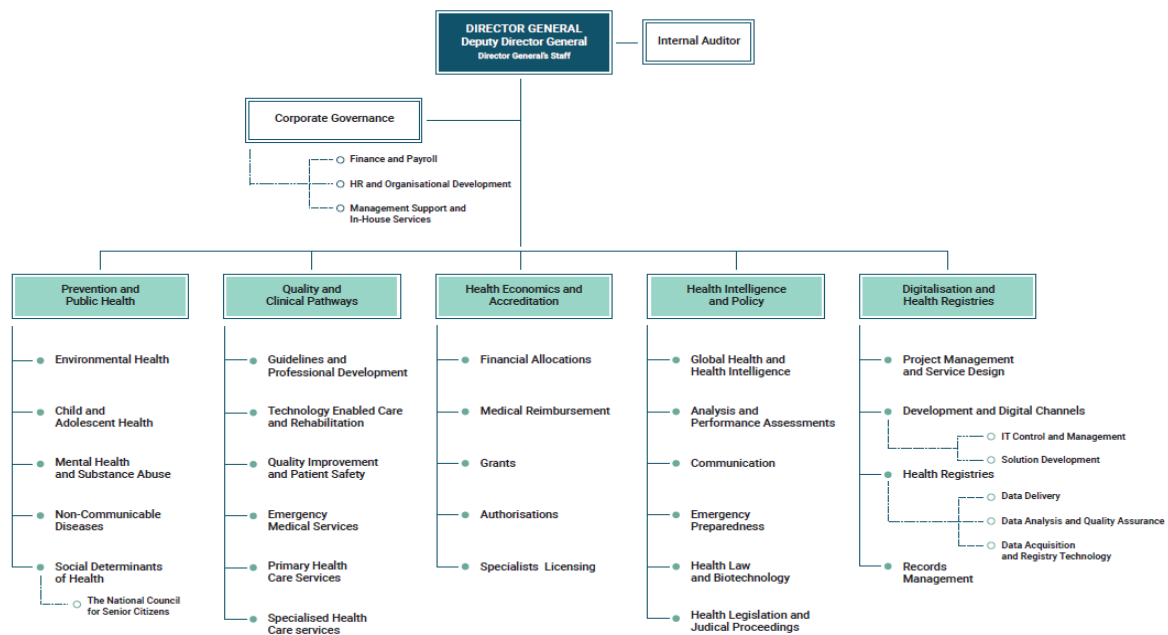 DIRECTOR GENERAL
Deputy Director General
Director General's Staff
Internal Auditor
Corporate Governance
Finance and Payroll
HR and Organisational Development
Management Support and
In-House Services
Prevention and
Public Health
Environmental Health
Child and
Adolescent Health
Mental Health
and Substance Abuse
Non-Communicable
Diseases
Social Determinants
of Health
The National Council
for Senior Citizens
Quality and
Clinical Pathways
Guidelines and
Professional Development
Technology Enabled Care
and Rehabilitation
Quality Improvement
and Patient Safety
Emergency
Medical Services
Primary Health
Care Services
Specialised Health
Care services
Health Economics and
Accreditation
Financial Allocations
Medical Reimbursement
Grants
Authorisations
Specialists Licensing
Health Intelligence
and Policy
Global Health and
Health Intelligence
Analysis and
Performance Assessments
Communication
Emergency
Preparedness
Health Law
and Biotechnology
Health Legislation and
Judical Proceedings
Digitalisation and
Health Registries
Project Management
and Service Design
Development and Digital Channels
IT Control and Management
Solution Development
Health Registries
Data Delivery
Data Analysis and Quality Assurance
Data Acquisition
and Registry Technology
Records
Management